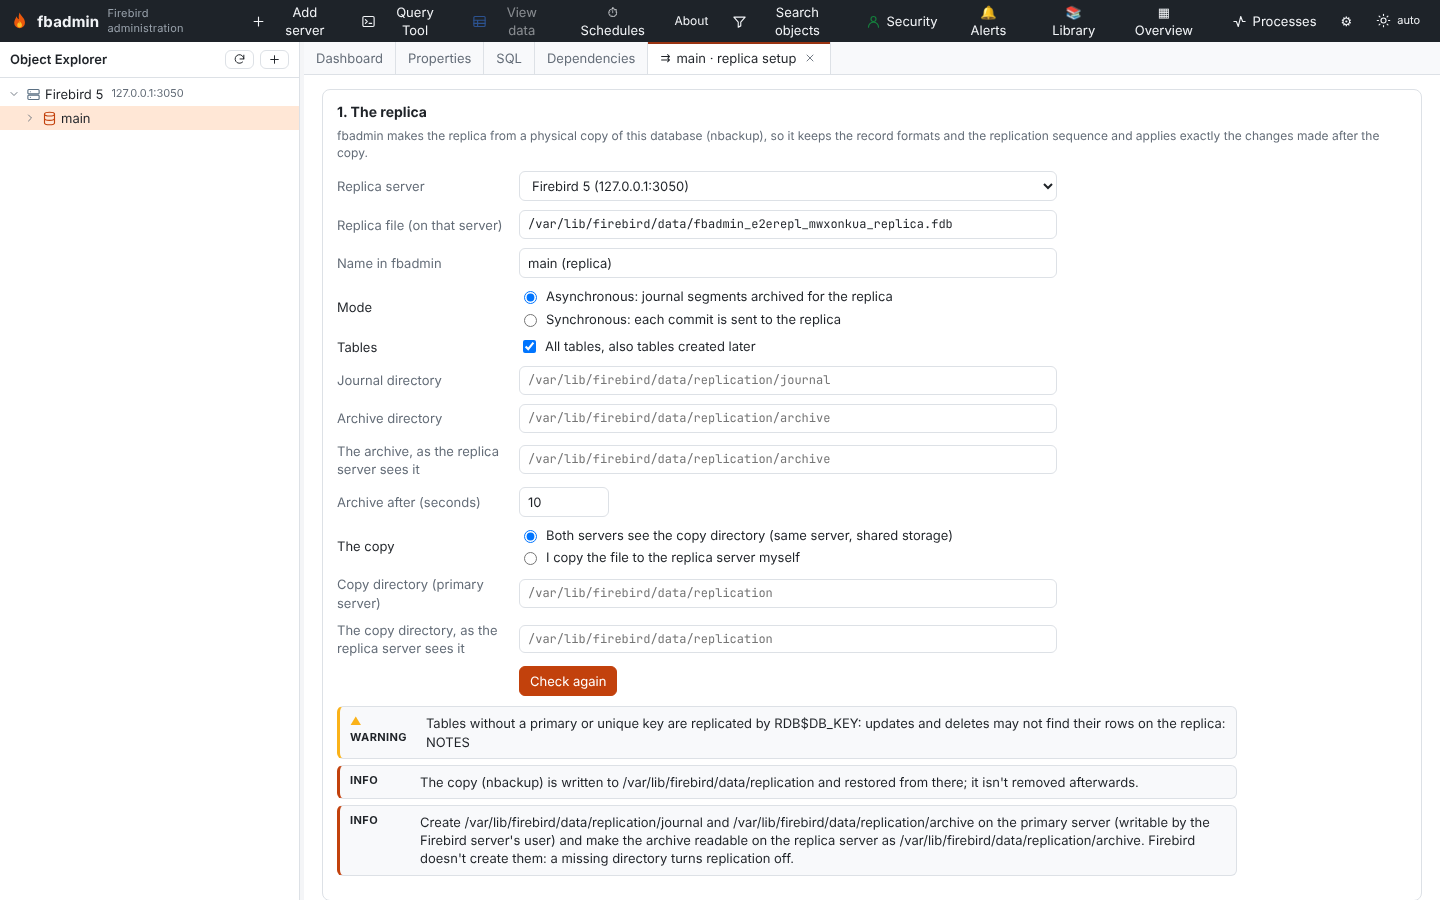 fbadmin
Firebird
administration
Add
server
Query
Tool
View
data
Schedules
About
Search
objects
Security
Alerts
Library
Overview
Processes
auto
Object Explorer
Dashboard
Properties
SQL
Dependencies
⇉ main · replica setup ×
Firebird 5 127.0.0.1:3050
main
1. The replica
fbadmin makes the replica from a physical copy of this database (nbackup), so it keeps the record formats and the replication sequence and applies exactly the changes made after the
copy.
Replica server
Firebird 5 (127.0.0.1:3050)
Replica file (on that server)
/var/lib/firebird/data/fbadmin_e2erepl_mwxonkua_replica.fdb
Name in fbadmin
main (replica)
Mode
Asynchronous: journal segments archived for the replica
Synchronous: each commit is sent to the replica
Tables
All tables, also tables created later
Journal directory
/var/lib/firebird/data/replication/journal
Archive directory
/var/lib/firebird/data/replication/archive
The archive, as the replica
server sees it
/var/lib/firebird/data/replication/archive
Archive after (seconds)
10
The copy
Both servers see the copy directory (same server, shared storage)
I copy the file to the replica server myself
Copy directory (primary
server)
/var/lib/firebird/data/replication
The copy directory, as the
replica server sees it
/var/lib/firebird/data/replication
Check again
WARNING
Tables without a primary or unique key are replicated by RDB$DB_KEY: updates and deletes may not find their rows on the replica:
NOTES
INFO
The copy (nbackup) is written to /var/lib/firebird/data/replication and restored from there; it isn't removed afterwards.
INFO
Create /var/lib/firebird/data/replication/journal and /var/lib/firebird/data/replication/archive on the primary server (writable by the
Firebird server's user) and make the archive readable on the replica server as /var/lib/firebird/data/replication/archive. Firebird
doesn't create them: a missing directory turns replication off.